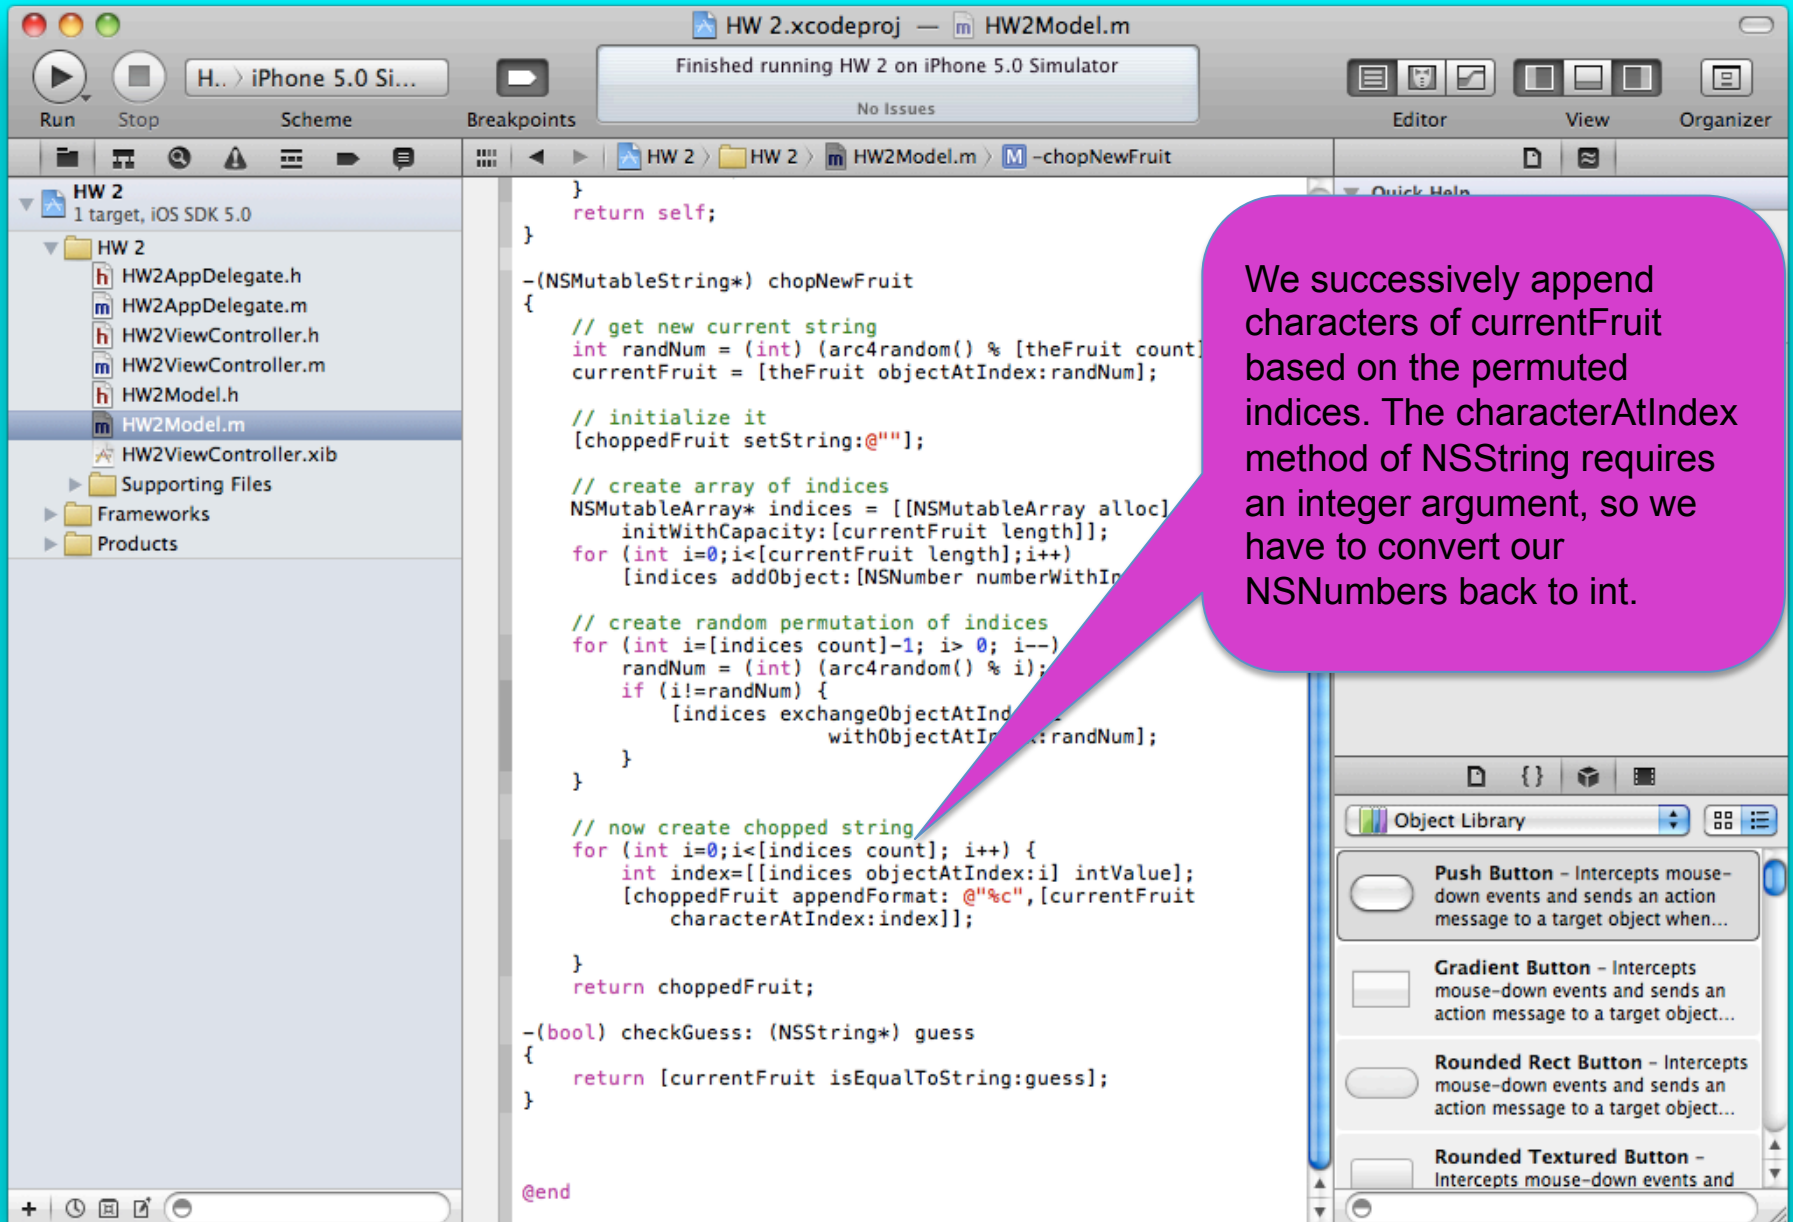 HW 2.xcodeproj — HW2Model.m
H.. › iPhone 5.0 Si...
Finished running HW 2 on iPhone 5.0 Simulator
No Issues
Run Stop Scheme Breakpoints Editor View Organizer
HW 2 › HW 2 › HW2Model.m › M -chopNewFruit
HW 2
1 target, iOS SDK 5.0
HW 2
HW2AppDelegate.h
HW2AppDelegate.m
HW2ViewController.h
HW2ViewController.m
HW2Model.h
HW2Model.m
HW2ViewController.xib
Supporting Files
Frameworks
Products
}
return self;
}
-(NSMutableString*) chopNewFruit
{
// get new current string
int randNum = (int) (arc4random() % [theFruit count]
currentFruit = [theFruit objectAtIndex:randNum];
// initialize it
[choppedFruit setString:@""];
// create array of indices
NSMutableArray* indices = [[NSMutableArray alloc]
initWithCapacity:[currentFruit length]];
for (int i=0;i<[currentFruit length];i++)
[indices addObject:[NSNumber numberWithIn
// create random permutation of indices
for (int i=[indices count]-1; i> 0; i--)
randNum = (int) (arc4random() % i);
if (i!=randNum) {
[indices exchangeObjectAtInd
withObjectAtIn :randNum];
}
}
// now create chopped string
for (int i=0;i<[indices count]; i++) {
int index=[[indices objectAtIndex:i] intValue];
[choppedFruit appendFormat: @"%c",[currentFruit
characterAtIndex:index]];
}
return choppedFruit;
-(bool) checkGuess: (NSString*) guess
{
return [currentFruit isEqualToString:guess];
}
@end
Quick Help
We successively append
characters of currentFruit
based on the permuted
indices. The characterAtIndex
method of NSString requires
an integer argument, so we
have to convert our
NSNumbers back to int.
{}
Object Library
Push Button – Intercepts mouse-
down events and sends an action
message to a target object when...
Gradient Button – Intercepts
mouse-down events and sends an
action message to a target object...
Rounded Rect Button – Intercepts
mouse-down events and sends an
action message to a target object...
Rounded Textured Button –
Intercepts mouse-down events and